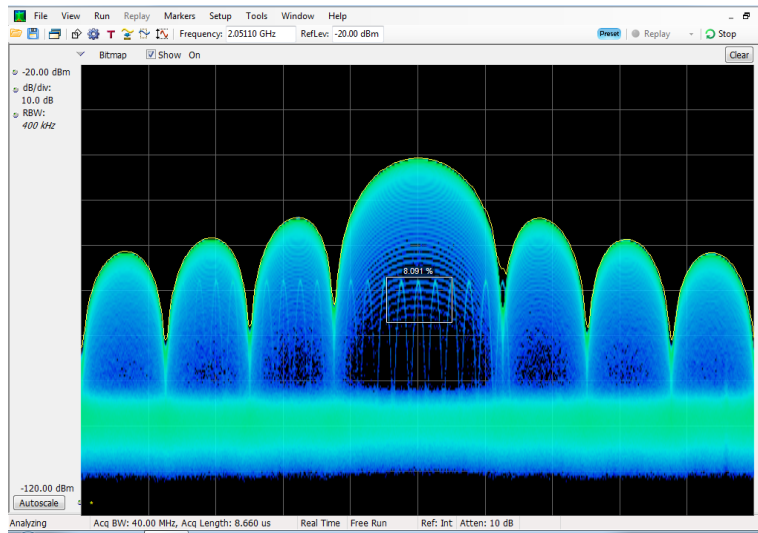 File View Run Replay Markers Setup Tools Window Help
T Frequency: 2.05110 GHz RefLev: -20.00 dBm Preset Replay Stop
Bitmap Show On Clear
-20.00 dBm
dB/div:
10.0 dB
RBW:
400 kHz
8.091 %
-120.00 dBm
Autoscale
Analyzing Acq BW: 40.00 MHz, Acq Length: 8.660 us Real Time Free Run Ref: Int Atten: 10 dB